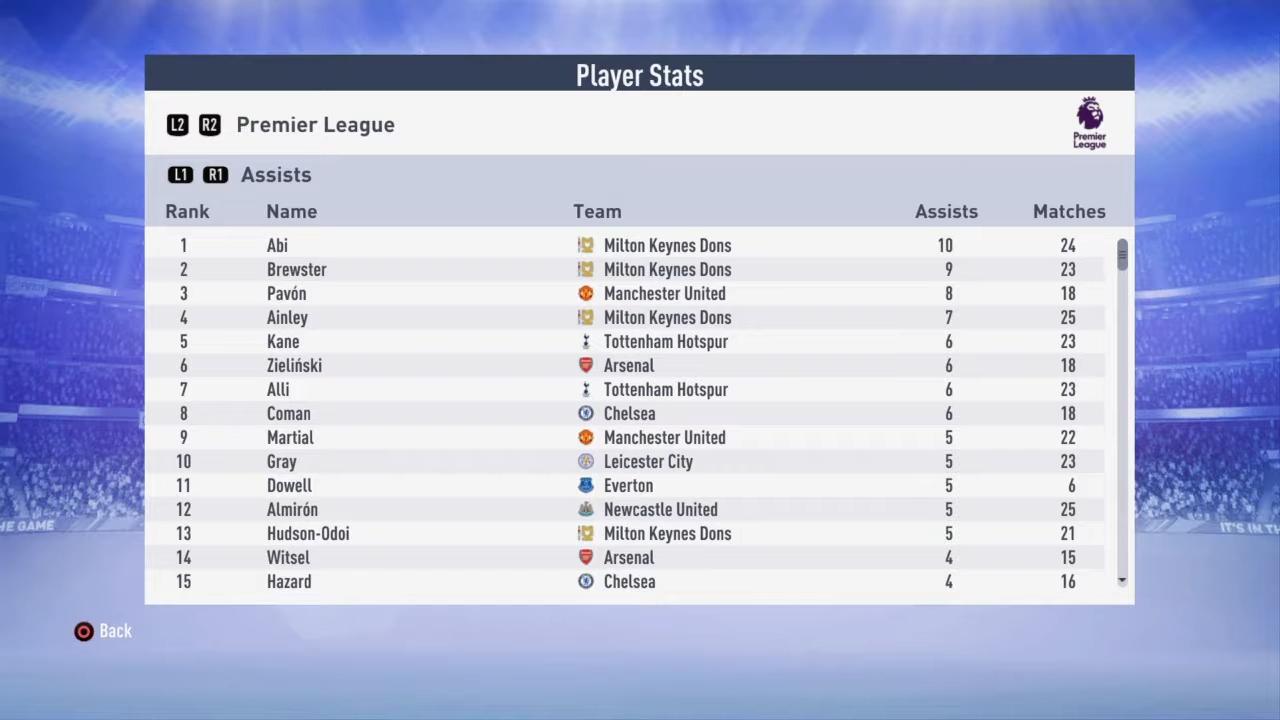 Player Stats
L2 R2 Premier League
Premier
League
L1 R1 Assists
Rank Name Team Assists Matches
1 Abi Milton Keynes Dons 10 24
2 Brewster Milton Keynes Dons 9 23
3 Pavón Manchester United 8 18
4 Ainley Milton Keynes Dons 7 25
5 Kane Tottenham Hotspur 6 23
6 Zieliński Arsenal 6 18
7 Alli Tottenham Hotspur 6 23
8 Coman Chelsea 6 18
9 Martial Manchester United 5 22
10 Gray Leicester City 5 23
11 Dowell Everton 5 6
12 Almirón Newcastle United 5 25
13 Hudson-Odoi Milton Keynes Dons 5 21
14 Witsel Arsenal 4 15
15 Hazard Chelsea 4 16
HE GAME
IT'S IN TH
Back